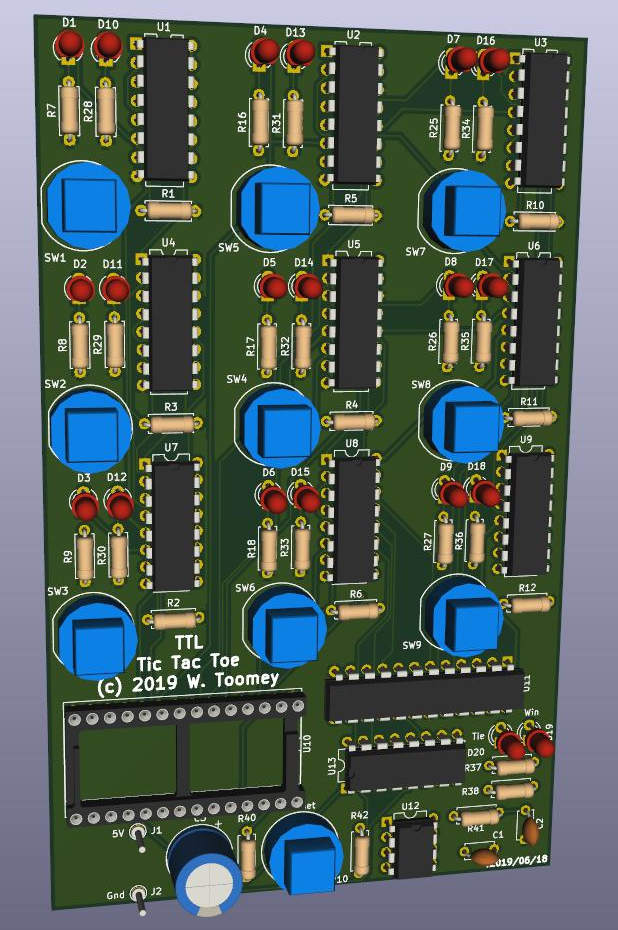 D1 D10 U1 D4 D13 U2 D7 D16 U3
R7 R28 R16 R31 R25 R34
R1 R5 R10
SW1 SW5 SW7
U4 U5 U6
D2 D11 D5 D14 D8 D17
R8 R29 R17 R32 R26 R35
SW2 SW4 SW8
R3 R4 R11
U7 U8 U9
D3 D12 D6 D15 D9 D18
R9 R30 R18 R33 R27 R36
SW3 SW6 SW9
R2 R6 R12
TTL
Tic Tac Toe
(c) 2019 W. Toomey
U11
U10
Win
Tie
D20
U13
R37
R38
5V J1
+
R40
R42
U12
R41
C1
2019/06/18
Gnd J2